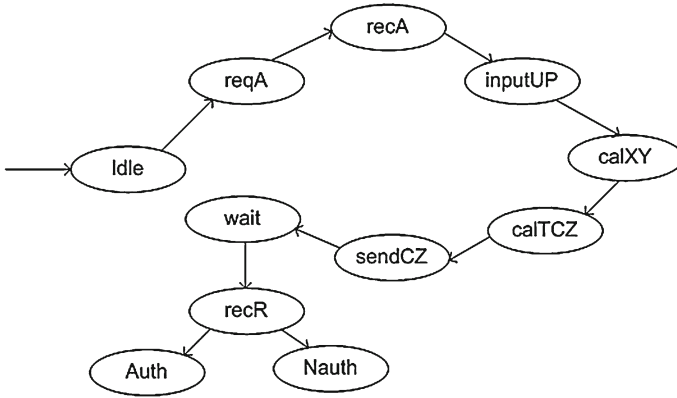 recA
reqA
inputUP
Idle
calXY
wait
calTCZ
sendCZ
recR
Auth
Nauth